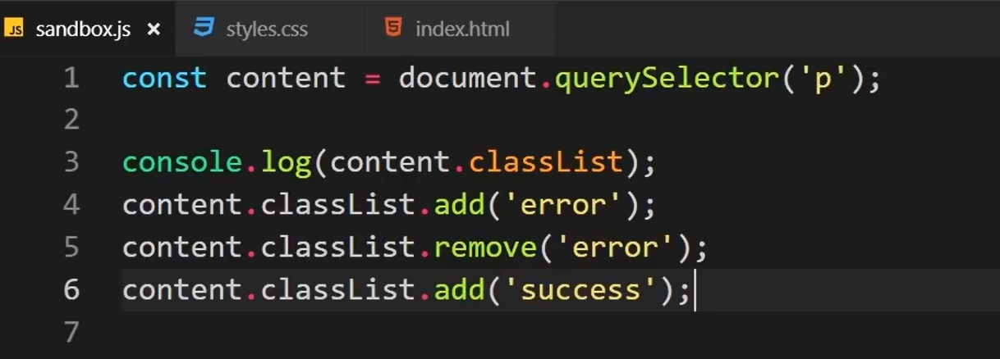 JS sandbox.js × styles.css index.html
1 const content = document.querySelector('p');
2
3 console.log(content.classList);
4 content.classList.add('error');
5 content.classList.remove('error');
6 content.classList.add('success');
7